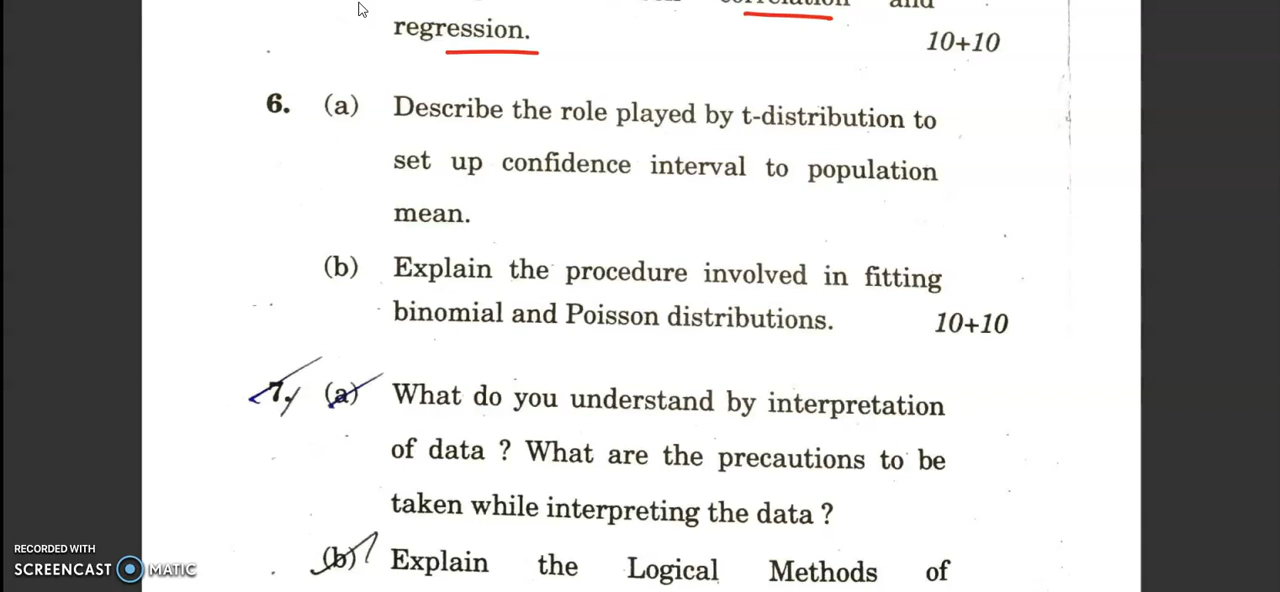 and
regression.
10+10
6. (a) Describe the role played by t-distribution to
set up confidence interval to population
mean.
(b) Explain the procedure involved in fitting
binomial and Poisson distributions. 10+10
7. (a) What do you understand by interpretation
of data ? What are the precautions to be
taken while interpreting the data ?
(b) Explain the Logical Methods of
RECORDED WITH
SCREENCAST MATIC